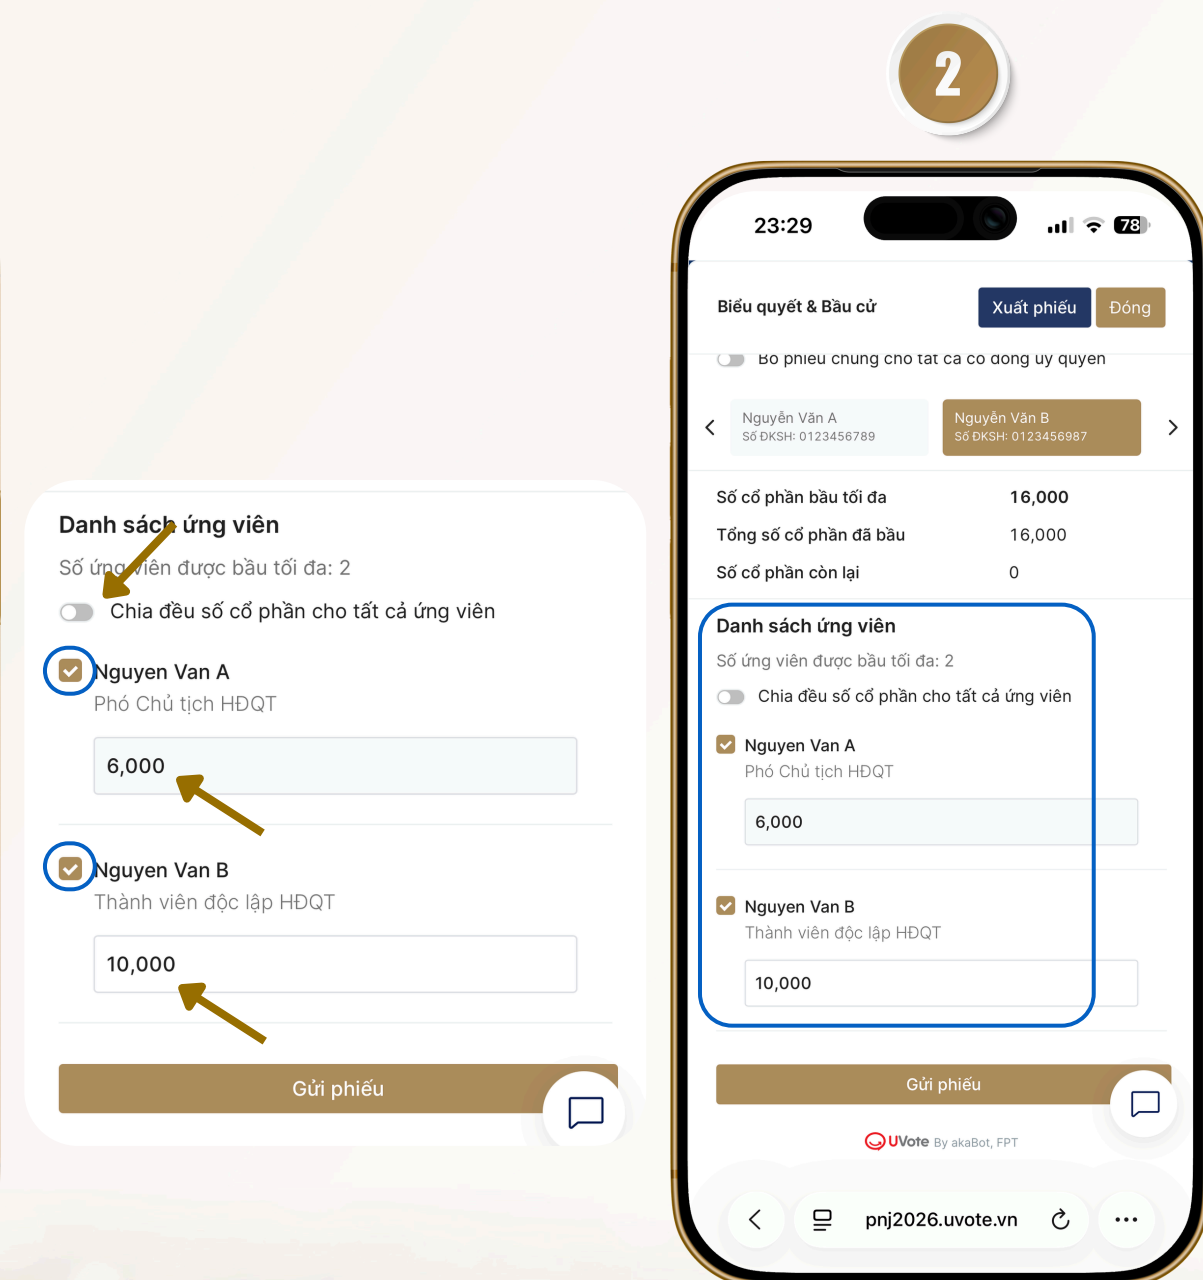 2
Danh sách ứng viên
Số ứng viên được bầu tối đa: 2
Chia đều số cổ phần cho tất cả ứng viên
Nguyen Van A
Phó Chủ tịch HĐQT
6,000
Nguyen Van B
Thành viên độc lập HĐQT
10,000
Gửi phiếu
23:29
78
Biểu quyết & Bầu cử
Xuất phiếu
Đóng
Bỏ phiếu chung cho tất cả cổ đông ủy quyền
Nguyễn Văn A
Số ĐKSH: 0123456789
Nguyễn Văn B
Số ĐKSH: 0123456987
Số cổ phần bầu tối đa 16,000
Tổng số cổ phần đã bầu 16,000
Số cổ phần còn lại 0
Danh sách ứng viên
Số ứng viên được bầu tối đa: 2
Chia đều số cổ phần cho tất cả ứng viên
Nguyen Van A
Phó Chủ tịch HĐQT
6,000
Nguyen Van B
Thành viên độc lập HĐQT
10,000
Gửi phiếu
UVote By akaBot, FPT
pnj2026.uvote.vn